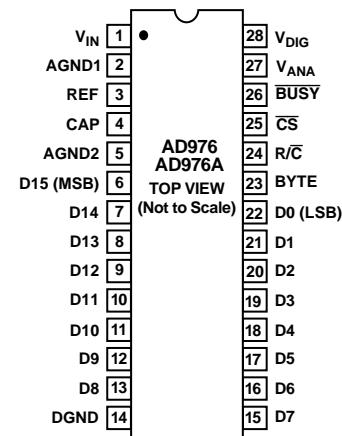 V_IN 1 28 V_DIG
AGND1 2 27 V_ANA
REF 3 26 B̅U̅S̅Y̅
CAP 4 25 C̅S̅
AGND2 5 AD976 24 R/C̅
AD976A
D15 (MSB) 6 TOP VIEW 23 BYTE
D14 7 (Not to Scale) 22 D0 (LSB)
D13 8 21 D1
D12 9 20 D2
D11 10 19 D3
D10 11 18 D4
D9 12 17 D5
D8 13 16 D6
DGND 14 15 D7